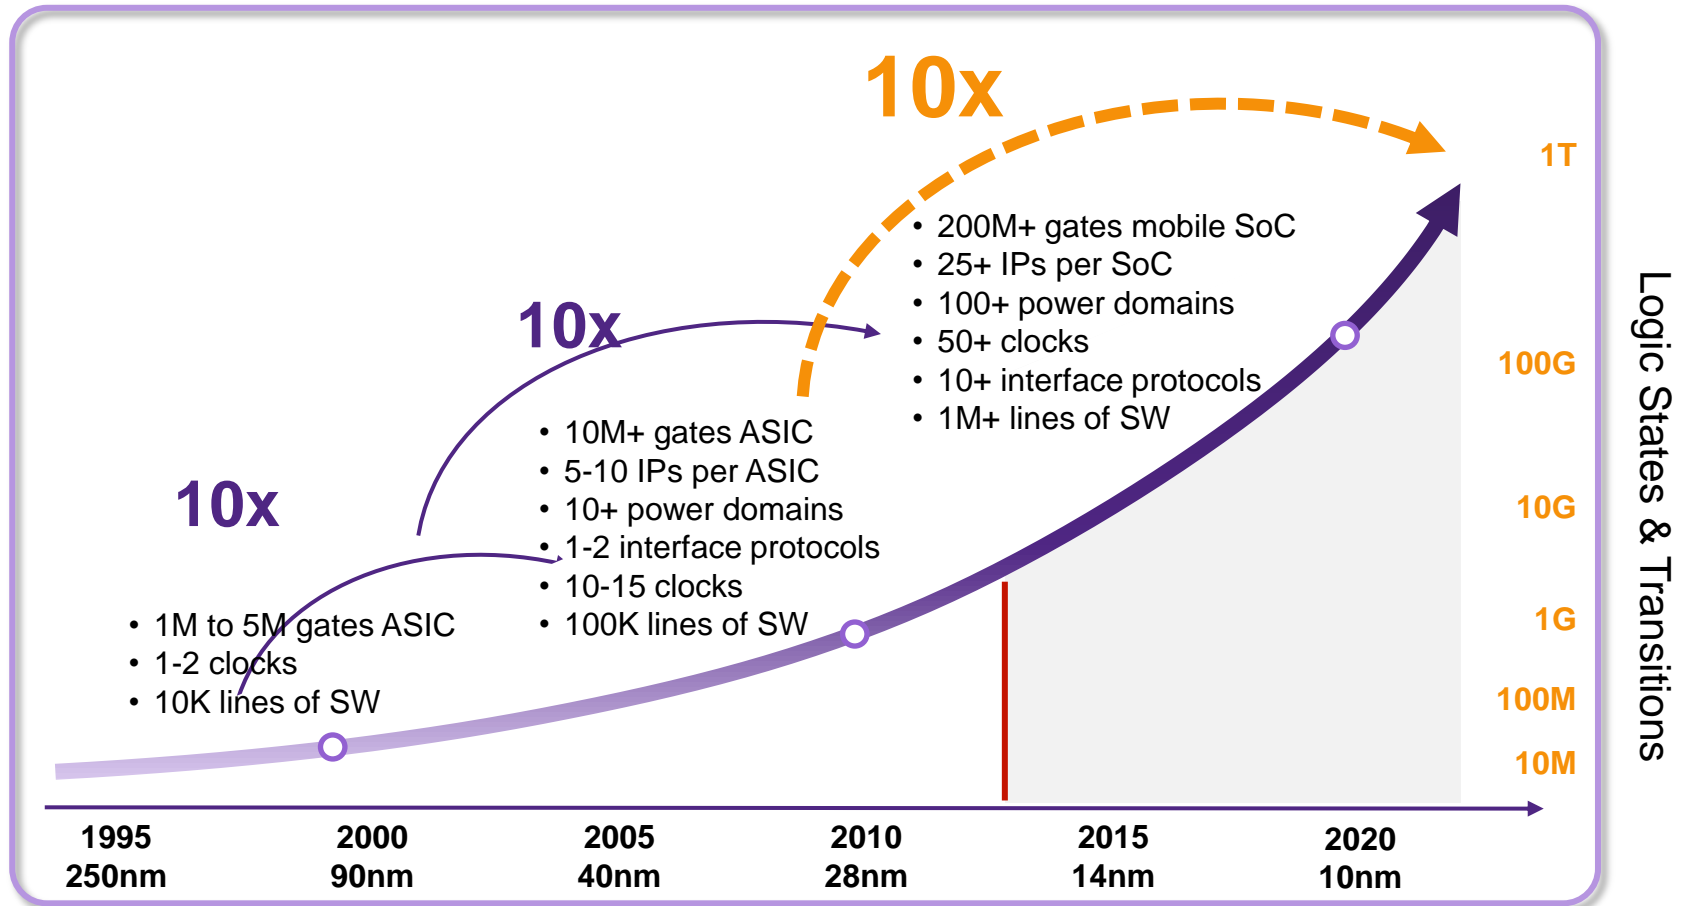 10x
1T
• 200M+ gates mobile SoC
• 25+ IPs per SoC
• 100+ power domains
• 50+ clocks
• 10+ interface protocols
• 1M+ lines of SW
10x
100G
• 10M+ gates ASIC
• 5-10 IPs per ASIC
• 10+ power domains
• 1-2 interface protocols
• 10-15 clocks
• 100K lines of SW
10x
10G
• 1M to 5M gates ASIC
• 1-2 clocks
• 10K lines of SW
1G
100M
10M
Logic States & Transitions
1995 2000 2005 2010 2015 2020
250nm 90nm 40nm 28nm 14nm 10nm